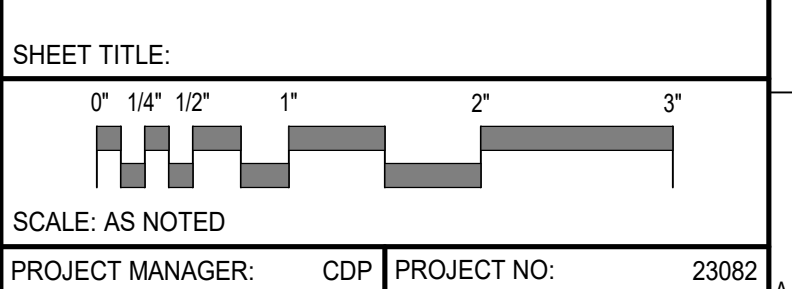 SHEET TITLE:
0" 1/4" 1/2" 1" 2" 3"
SCALE: AS NOTED
PROJECT MANAGER: CDP PROJECT NO: 23082